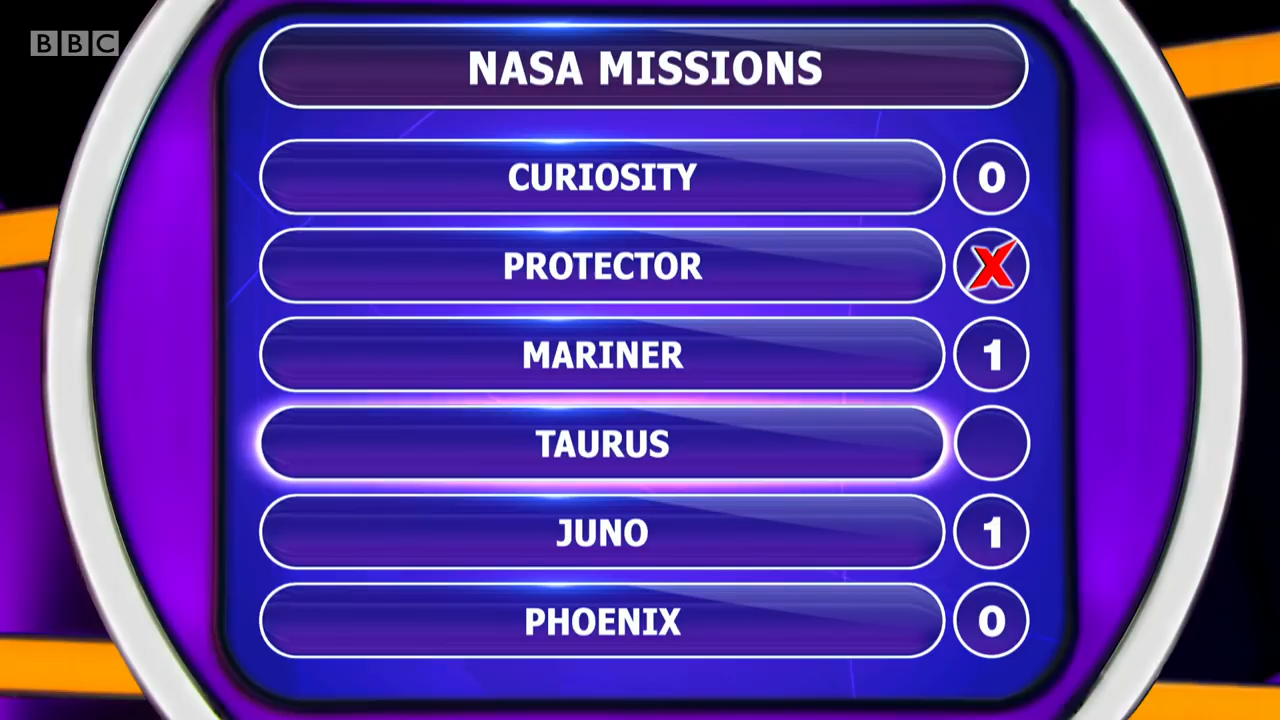 BBC
NASA MISSIONS
CURIOSITY 0
PROTECTOR X
MARINER 1
TAURUS
JUNO 1
PHOENIX 0